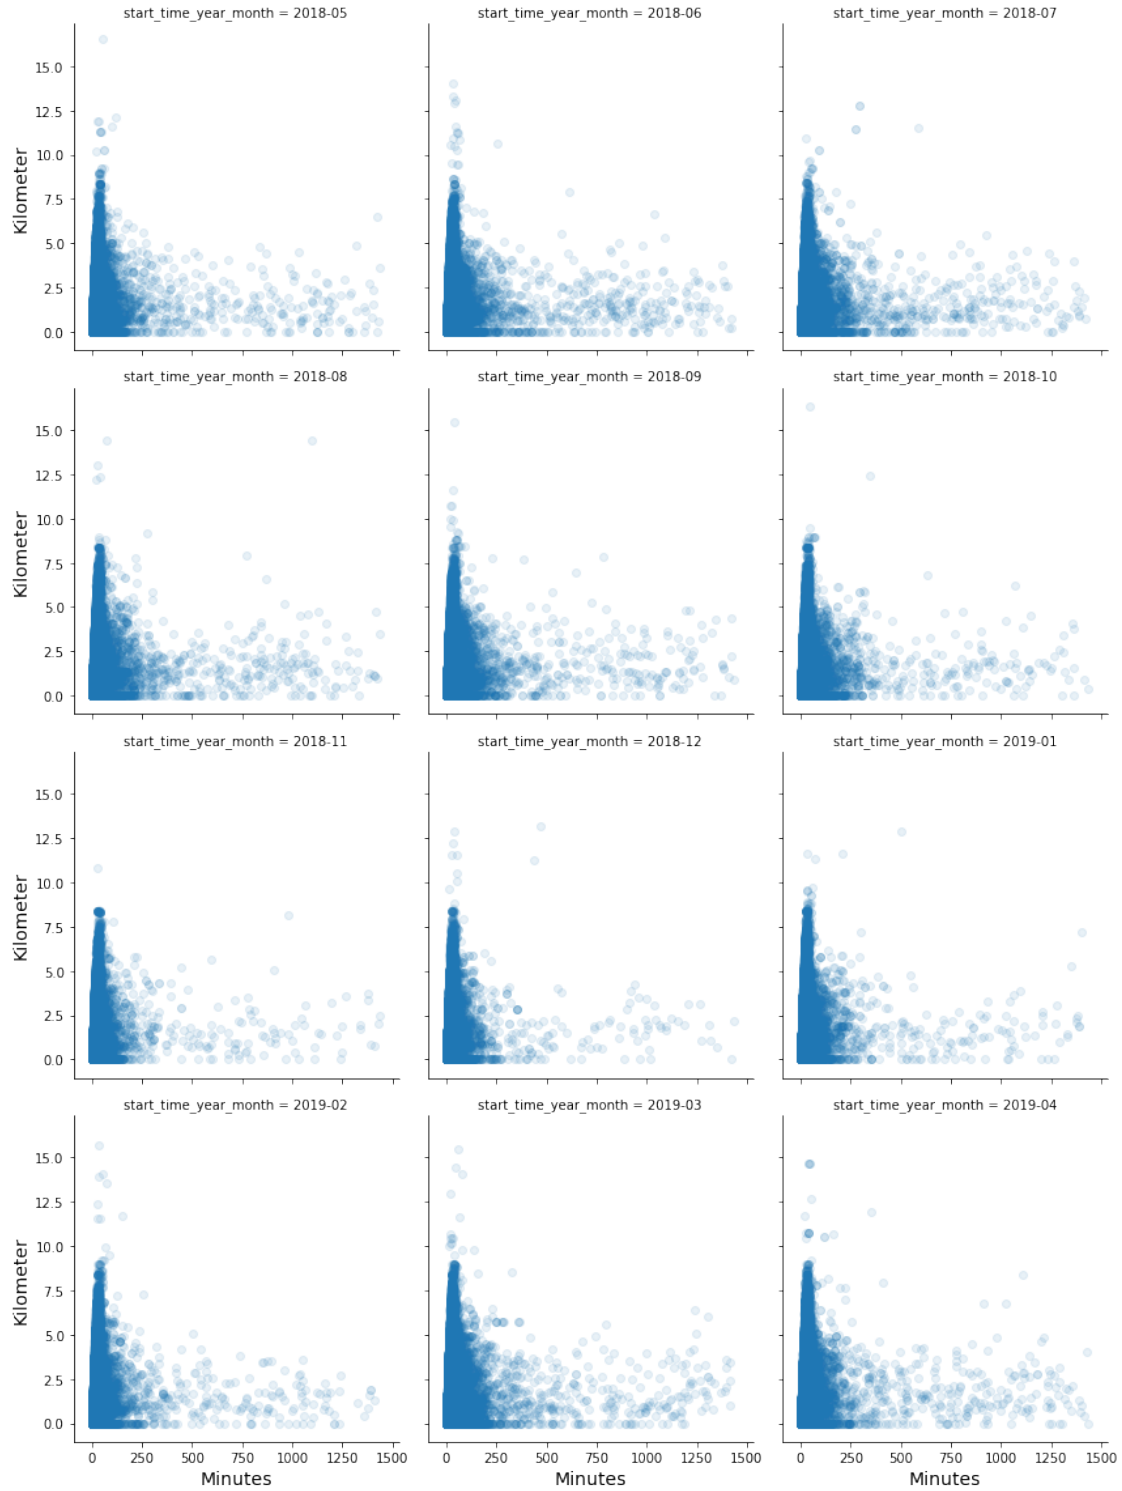 start_time_year_month = 2018-05
start_time_year_month = 2018-06
start_time_year_month = 2018-07
15.0
12.5
10.0
7.5
5.0
2.5
0.0
Kilometer
0
250
500
750
1000
1250
1500
0
250
500
750
1000
1250
1500
0
250
500
750
1000
1250
1500
start_time_year_month = 2018-08
start_time_year_month = 2018-09
start_time_year_month = 2018-10
15.0
12.5
10.0
7.5
5.0
2.5
0.0
Kilometer
start_time_year_month = 2018-11
start_time_year_month = 2018-12
start_time_year_month = 2019-01
15.0
12.5
10.0
7.5
5.0
2.5
0.0
Kilometer
start_time_year_month = 2019-02
start_time_year_month = 2019-03
start_time_year_month = 2019-04
15.0
12.5
10.0
7.5
5.0
2.5
0.0
Kilometer
Minutes
Minutes
Minutes